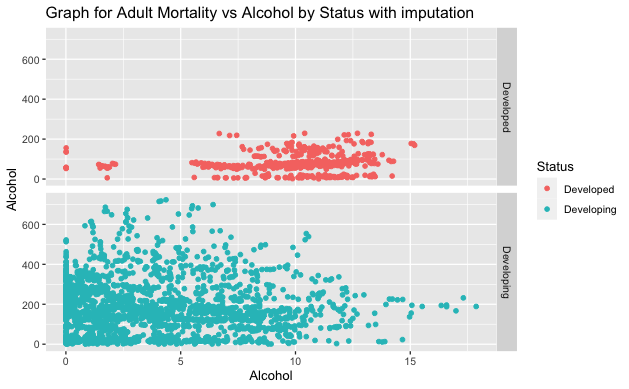 Graph for Adult Mortality vs Alcohol by Status with imputation
600
400
200
0
Developed
Alcohol
600
400
200
0
Developing
0 5 10 15
Alcohol
Status
Developed
Developing